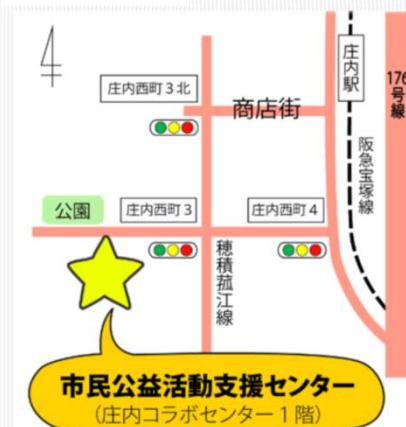 庄内駅
176号線
庄内西町3北
商店街
阪急宝塚線
公園
庄内西町3
庄内西町4
穂積菰江線
市民公益活動支援センター
(庄内コラボセンター1階)